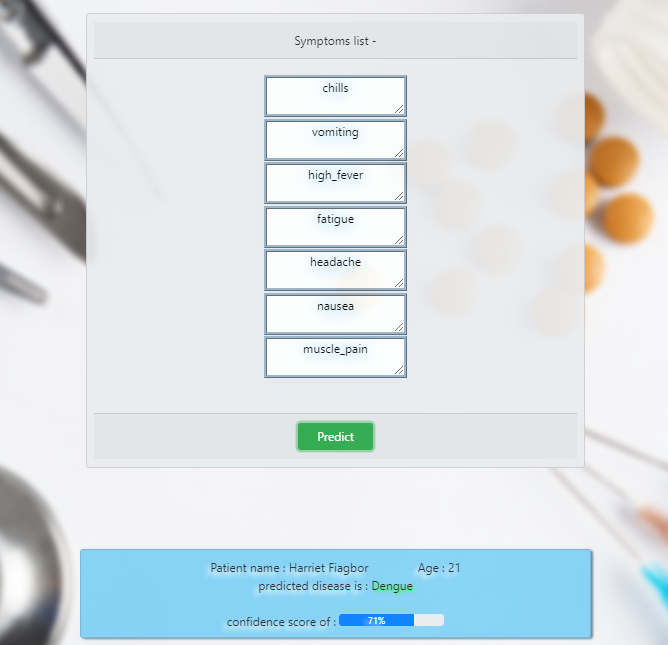 Symptoms list -
chills
vomiting
high_fever
fatigue
headache
nausea
muscle_pain
Predict
Patient name : Harriet Fiagbor Age : 21
predicted disease is : Dengue
confidence score of : 71%